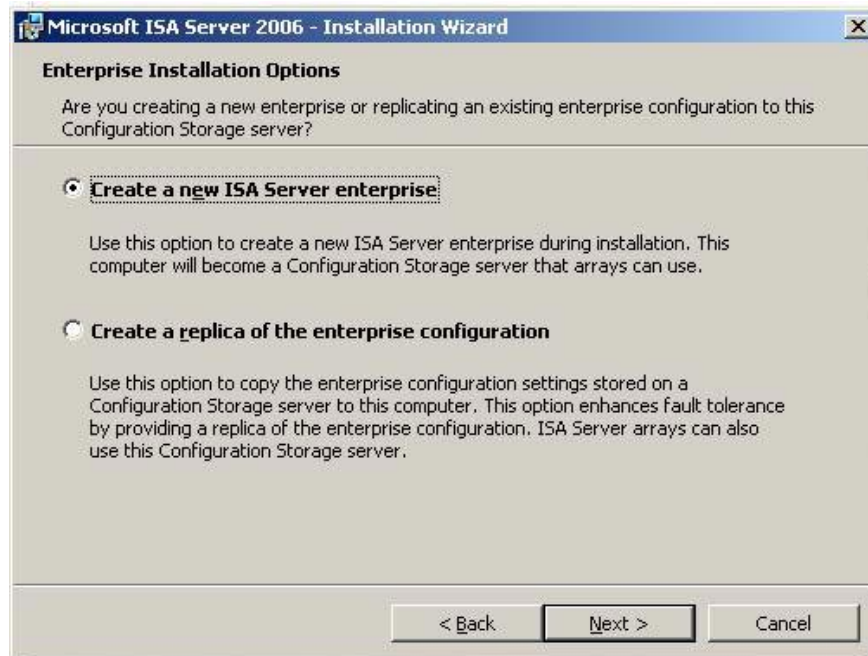 Microsoft ISA Server 2006 - Installation Wizard
Enterprise Installation Options
Are you creating a new enterprise or replicating an existing enterprise configuration to this
Configuration Storage server?
Create a new ISA Server enterprise
Use this option to create a new ISA Server enterprise during installation. This
computer will become a Configuration Storage server that arrays can use.
Create a replica of the enterprise configuration
Use this option to copy the enterprise configuration settings stored on a
Configuration Storage server to this computer. This option enhances fault tolerance
by providing a replica of the enterprise configuration. ISA Server arrays can also
use this Configuration Storage server.
< Back Next > Cancel